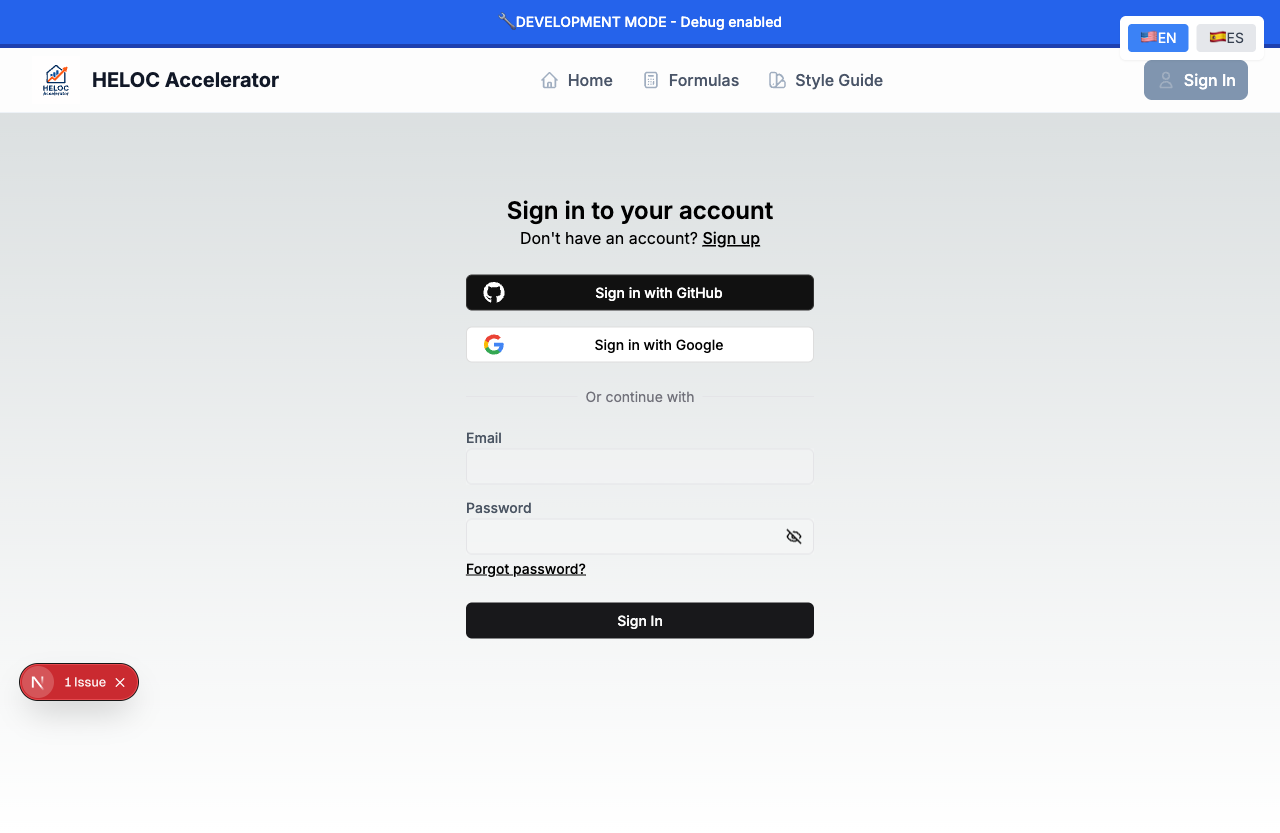 DEVELOPMENT MODE - Debug enabled
EN
ES
HELOC
Accelerator
HELOC Accelerator
Home
Formulas
Style Guide
Sign In
Sign in to your account
Don't have an account? Sign up
Sign in with GitHub
Sign in with Google
Or continue with
Email
Password
Forgot password?
Sign In
N
1 Issue